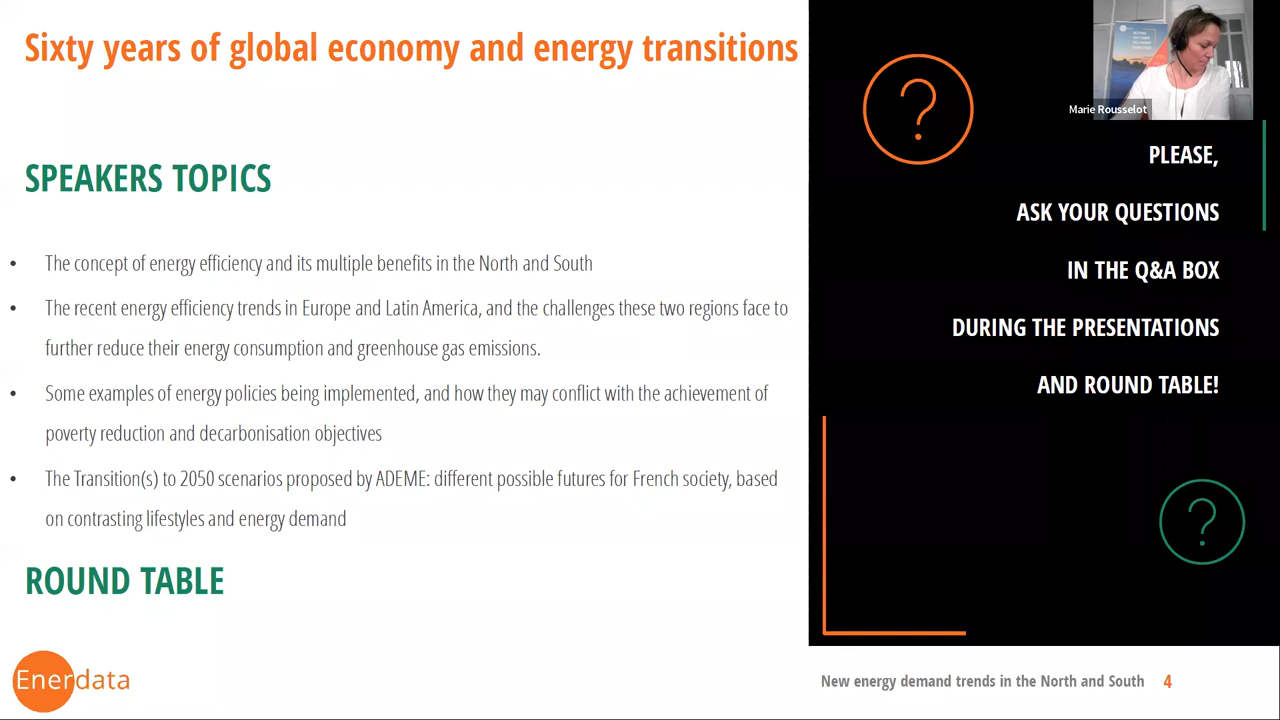 Sixty years of global economy and energy transitions
SPEAKERS TOPICS
• The concept of energy efficiency and its multiple benefits in the North and South
• The recent energy efficiency trends in Europe and Latin America, and the challenges these two regions face to
further reduce their energy consumption and greenhouse gas emissions.
• Some examples of energy policies being implemented, and how they may conflict with the achievement of
poverty reduction and decarbonisation objectives
• The Transition(s) to 2050 scenarios proposed by ADEME: different possible futures for French society, based
on contrasting lifestyles and energy demand
ROUND TABLE
Enerdata
?
Marie Rousselot
PLEASE,
ASK YOUR QUESTIONS
IN THE Q&A BOX
DURING THE PRESENTATIONS
AND ROUND TABLE!
?
New energy demand trends in the North and South 4